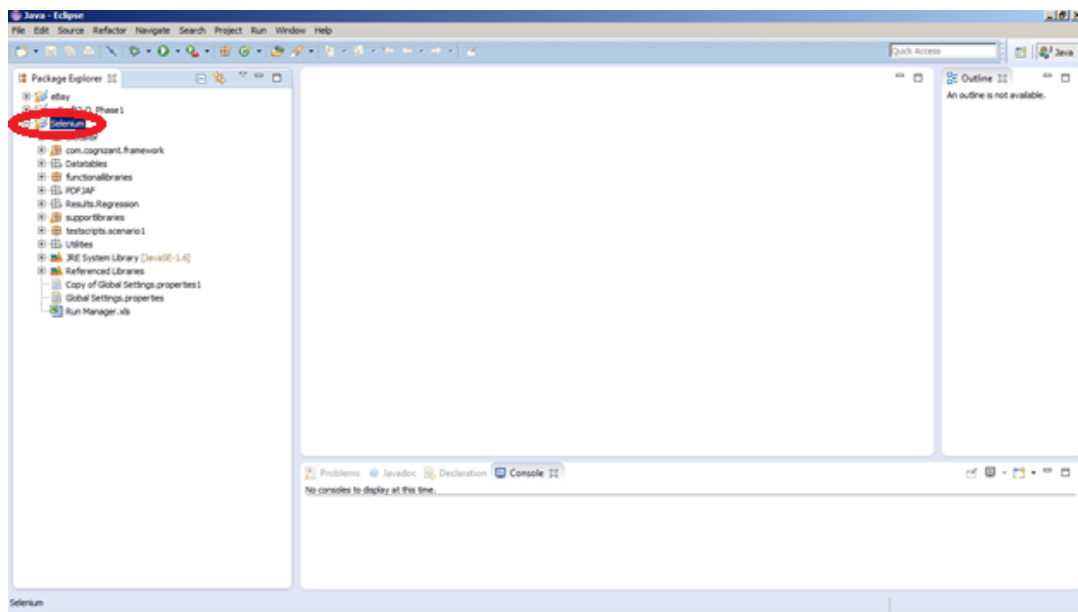 Java - Eclipse
File Edit Source Refactor Navigate Search Project Run Window Help
Quick Access
Java
Package Explorer
Outline
eBay
An outline is not available.
Phase1
Selenium
com.cognizant.framework
Datatables
functionallibraries
PDFJAF
Results.Regression
supportlibraries
testscripts.scenario1
Utilities
JRE System Library [JavaSE-1.6]
Referenced Libraries
Copy of Global Settings.properties1
Global Settings.properties
Run Manager.xls
Problems Javadoc Declaration Console
No consoles to display at this time.
Selenium